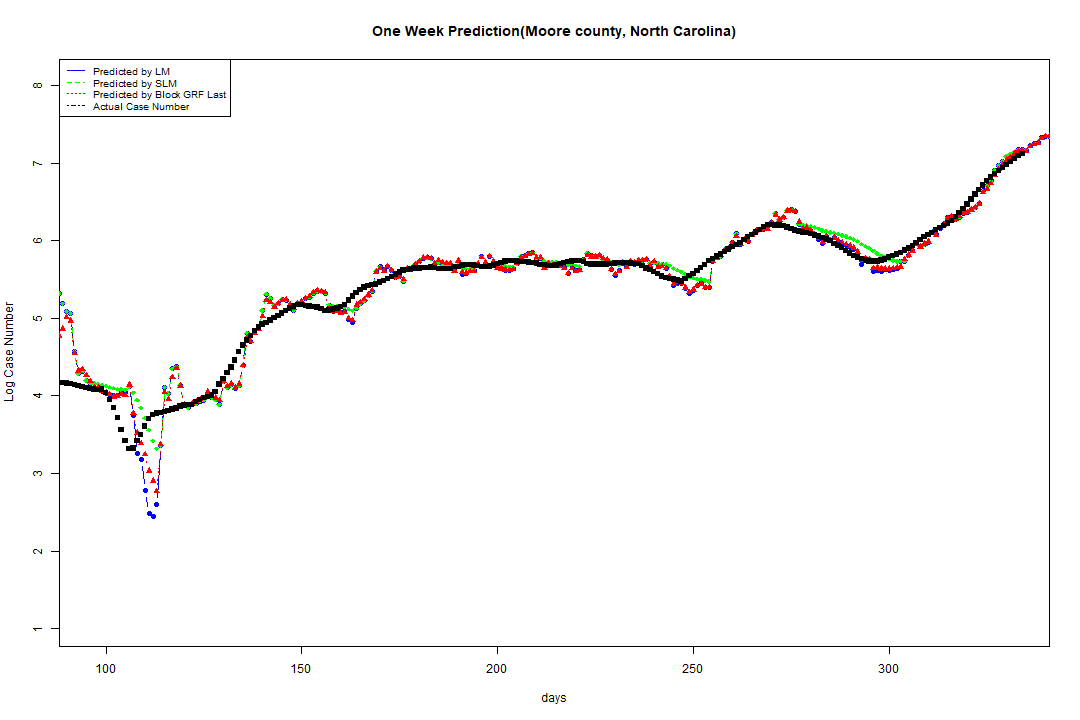 One Week Prediction(Moore county, North Carolina)
Predicted by LM
Predicted by SLM
Predicted by Block GRF Last
Actual Case Number
8
7
6
5
4
3
2
1
Log Case Number
100 150 200 250 300
days